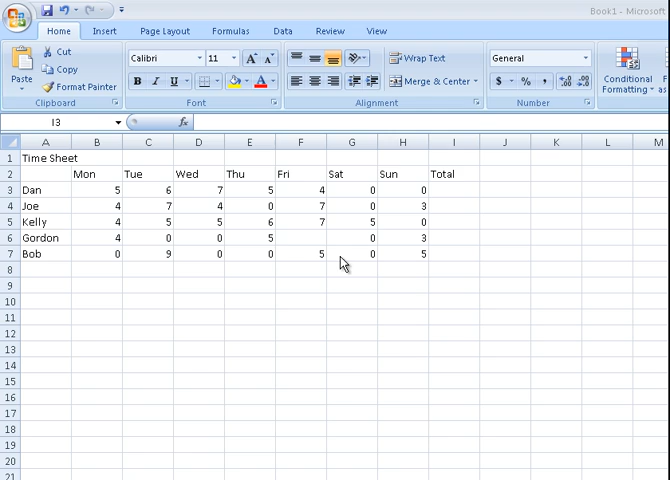 Book1 - Microsoft
Home Insert Page Layout Formulas Data Review View
Paste
Cut
Copy
Format Painter
Clipboard
Calibri 11 A A
B I U A
Font
Wrap Text
Merge & Center
Alignment
General
$ % , .0 .00 .00 .0
Number
Conditional
Formatting
I3 fx
A B C D E F G H I J K L M
1 Time Sheet
2 Mon Tue Wed Thu Fri Sat Sun Total
3 Dan 5 6 7 5 4 0 0
4 Joe 4 7 4 0 7 0 3
5 Kelly 4 5 5 6 7 5 0
6 Gordon 4 0 0 5 0 3
7 Bob 0 9 0 0 5 0 5
8
9
10
11
12
13
14
15
16
17
18
19
20
21